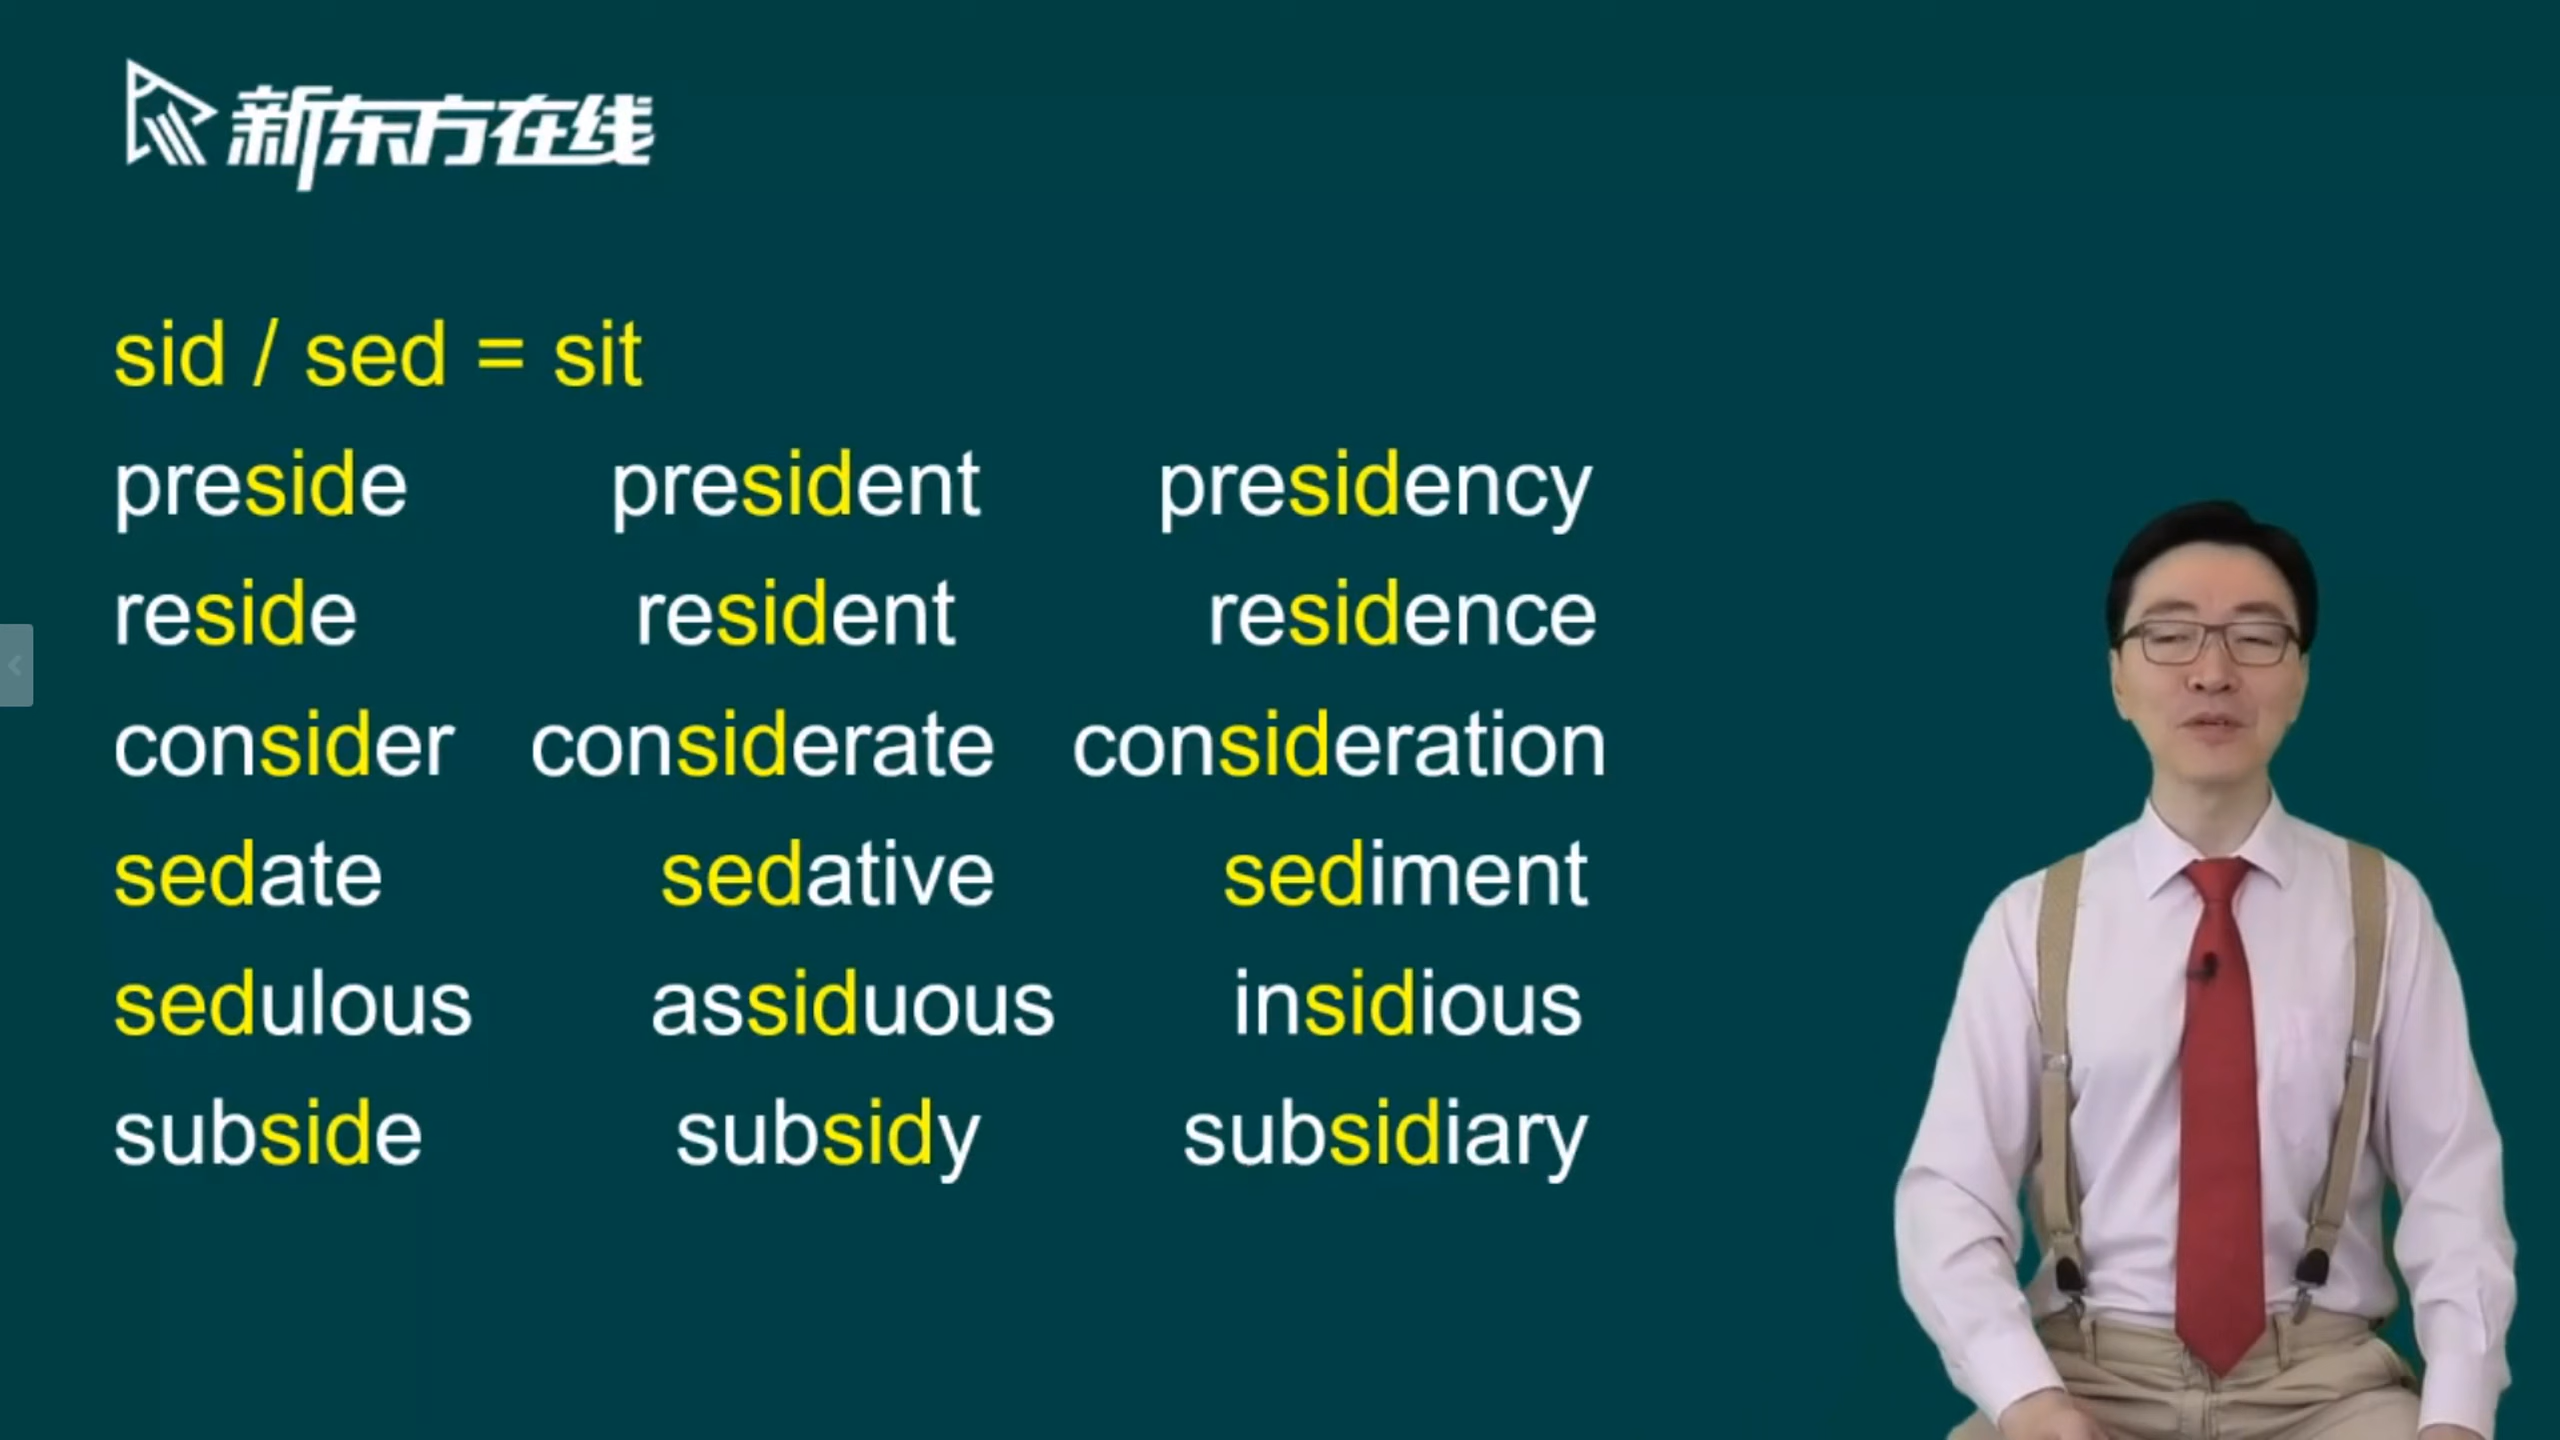 新东方在线
sid / sed = sit
preside president presidency
reside resident residence
consider considerate consideration
sedate sedative sediment
sedulous assiduous insidious
subside subsidy subsidiary